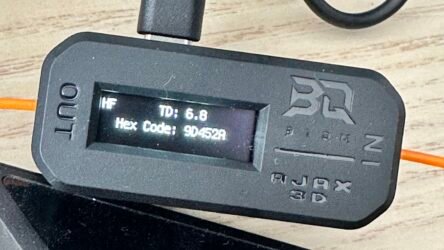 OUT
HF
TD: 6.8
Hex Code: 9D452A
IN
AJAX
3D